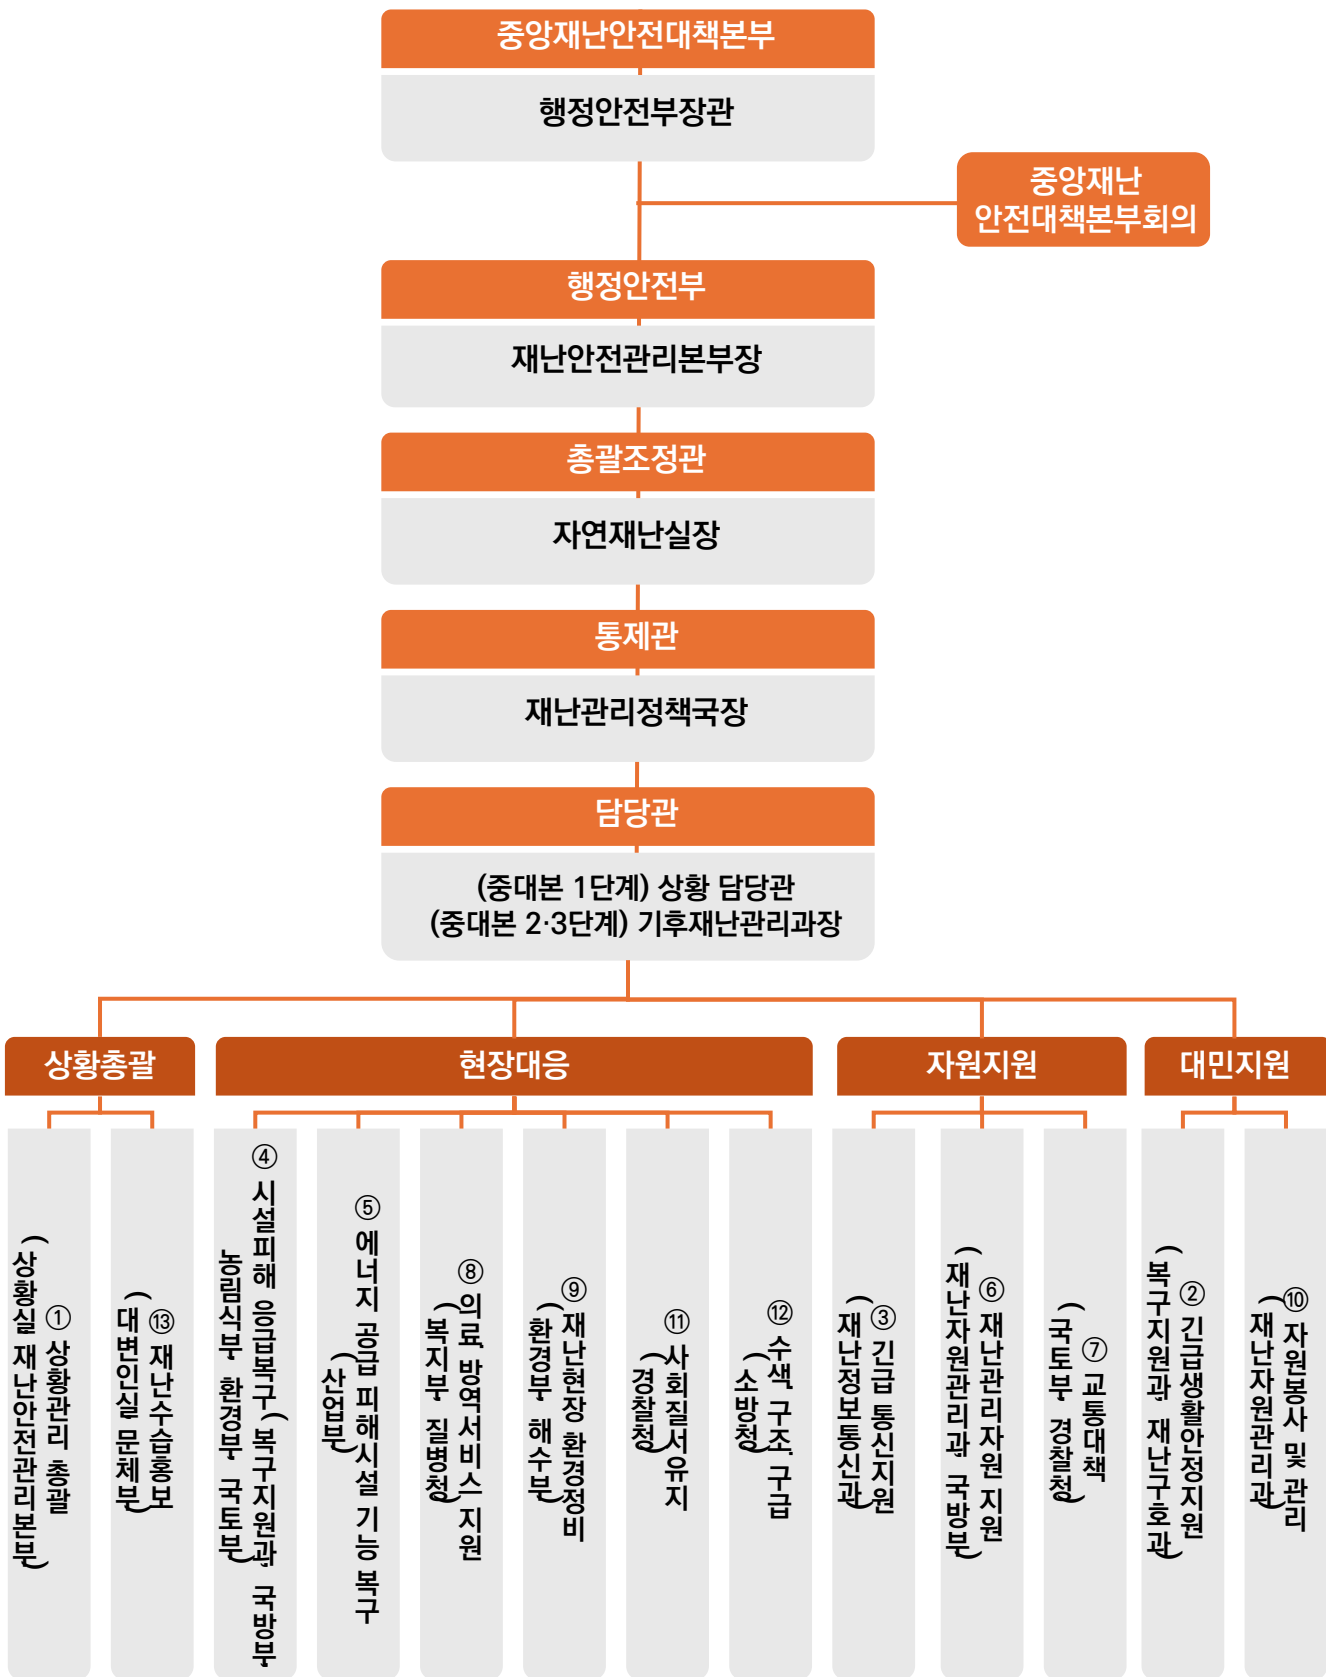 중앙재난안전대책본부
행정안전부장관
중앙재난
안전대책본부회의
행정안전부
재난안전관리본부장
총괄조정관
자연재난실장
통제관
재난관리정책국장
담당관
(중대본 1단계) 상황 담당관
(중대본 2·3단계) 기후재난관리과장
상황총괄
현장대응
자원지원
대민지원
① 상황관리 총괄
(상황실, 재난안전관리본부)
⑬ 재난수습홍보
(대변인실, 문체부)
④ 시설피해 응급복구(복구지원과, 국방부,
농림식부, 환경부, 국토부)
⑤ 에너지 공급 피해시설 기능 복구
(산업부)
⑧ 의료, 방역서비스 지원
(복지부, 질병청)
⑨ 재난현장 환경정비
(환경부, 해수부)
⑪ 사회질서유지
(경찰청)
⑫ 수색, 구조, 구급
(소방청)
③ 긴급 통신지원
(재난정보통신과)
⑥ 재난관리자원 지원
(재난자원관리과, 국방부)
⑦ 교통대책
(국토부, 경찰청)
② 긴급생활안정지원
(복구지원과, 재난구호과)
⑩ 자원봉사 및 관리
(재난자원관리과)